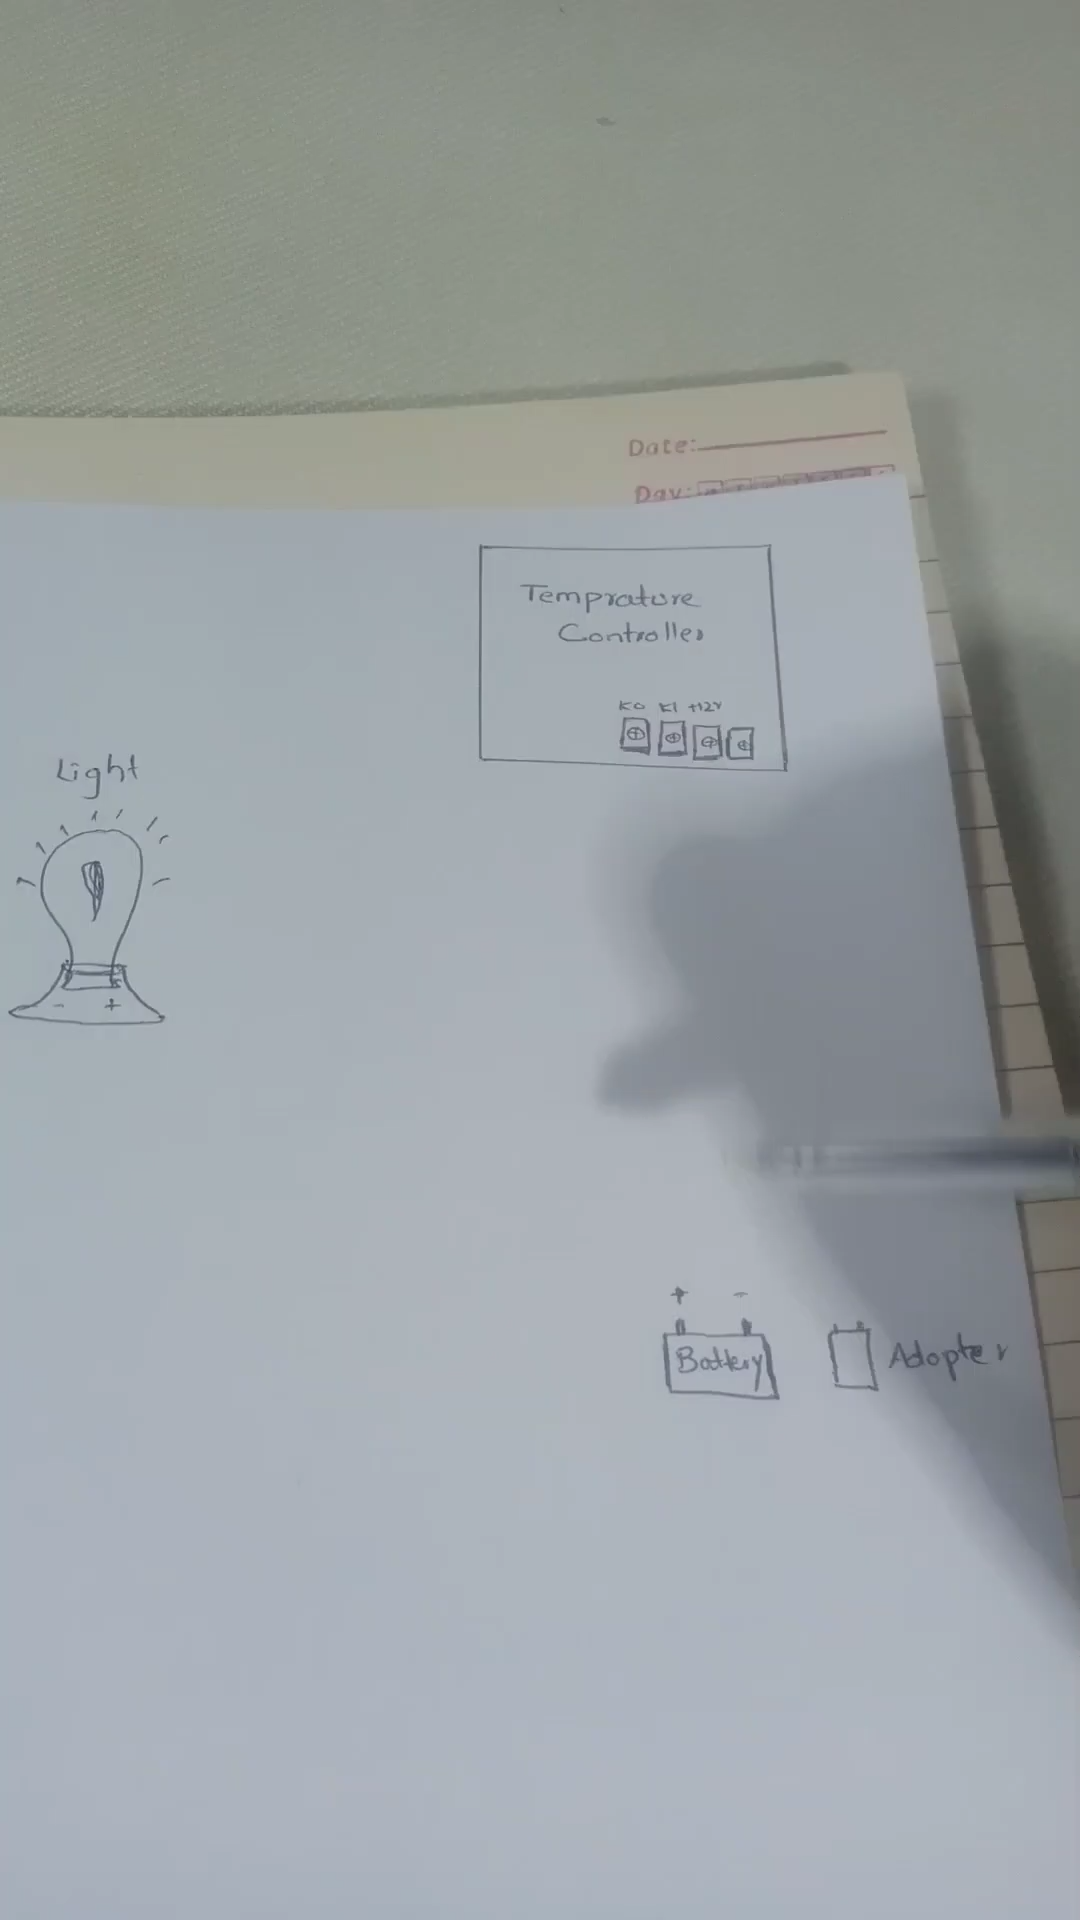 Date:
Day:
Temprature
Controller
K0 K1 +12V
Light
- +
+ -
Battery
Adopter